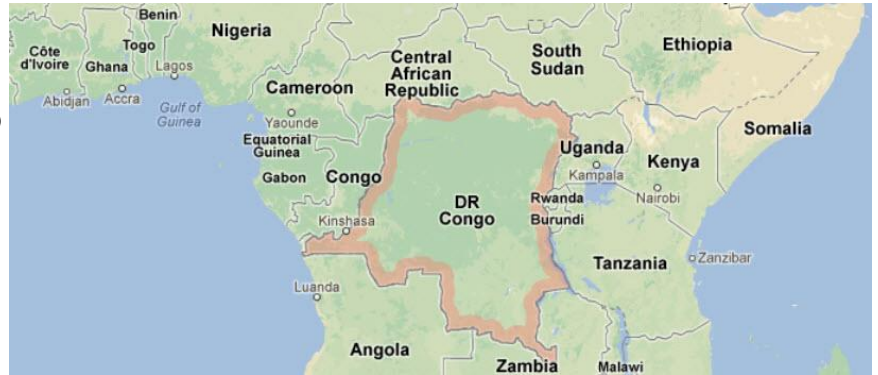 Benin
Nigeria
Togo
Côte
d'Ivoire
Ghana
Lagos
Abidjan
Accra
Gulf of
Guinea
Cameroon
Yaounde
Equatorial
Guinea
Gabon
Congo
Central
African
Republic
South
Sudan
Ethiopia
Somalia
Uganda
Kampala
Kenya
Nairobi
Rwanda
Burundi
DR
Congo
Kinshasa
Tanzania
Zanzibar
Luanda
Angola
Zambia
Malawi